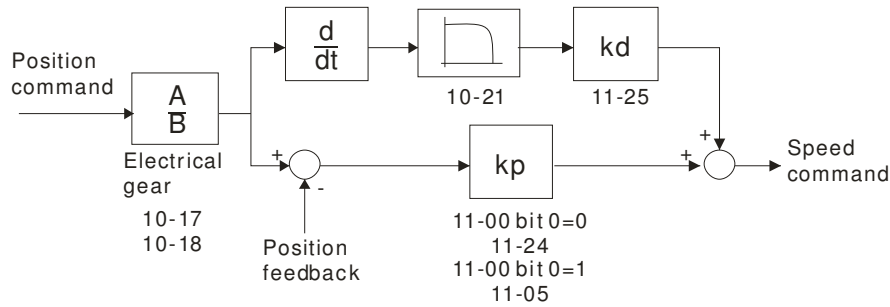 Position
command
A
B
Electrical
gear
10-17
10-18
d
dt
10-21
kd
11-25
+
-
Position
feedback
kp
11-00 bit 0=0
11-24
11-00 bit 0=1
11-05
+
+
Speed
command